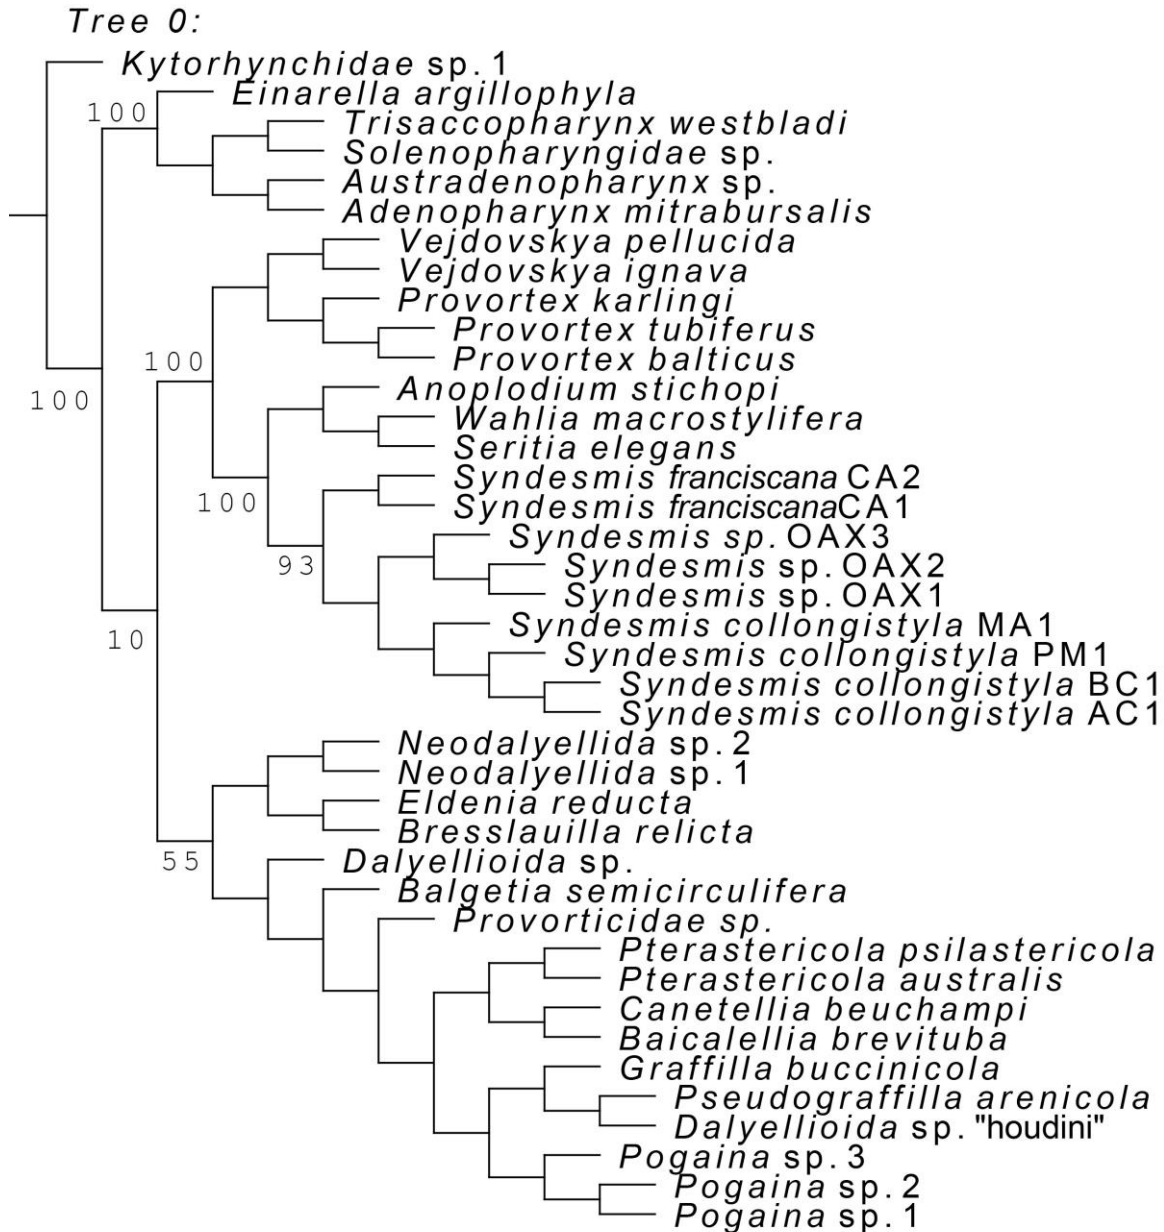 Tree 0:
Kytorhynchidae sp. 1
Einarella argillophyla
100
Trisaccopharynx westbladi
Solenopharyngidae sp.
Austradenopharynx sp.
Adenopharynx mitrabursalis
Vejdovskya pellucida
Vejdovskya ignava
Provortex karlingi
Provortex tubiferus
100
Provortex balticus
Anoplodium stichopi
100
Wahlia macrostylifera
Seritia elegans
Syndesmis franciscana CA2
100
Syndesmis franciscanaCA1
Syndesmis sp. OAX3
93
Syndesmis sp. OAX2
Syndesmis sp. OAX1
Syndesmis collongistyla MA1
10
Syndesmis collongistyla PM1
Syndesmis collongistyla BC1
Syndesmis collongistyla AC1
Neodalyellida sp. 2
Neodalyellida sp. 1
Eldenia reducta
Bresslauilla relicta
55
Dalyellioida sp.
Balgetia semicirculifera
Provorticidae sp.
Pterastericola psilastericola
Pterastericola australis
Canetellia beuchampi
Baicalellia brevituba
Graffilla buccinicola
Pseudograffilla arenicola
Dalyellioida sp. "houdini"
Pogaina sp. 3
Pogaina sp. 2
Pogaina sp. 1